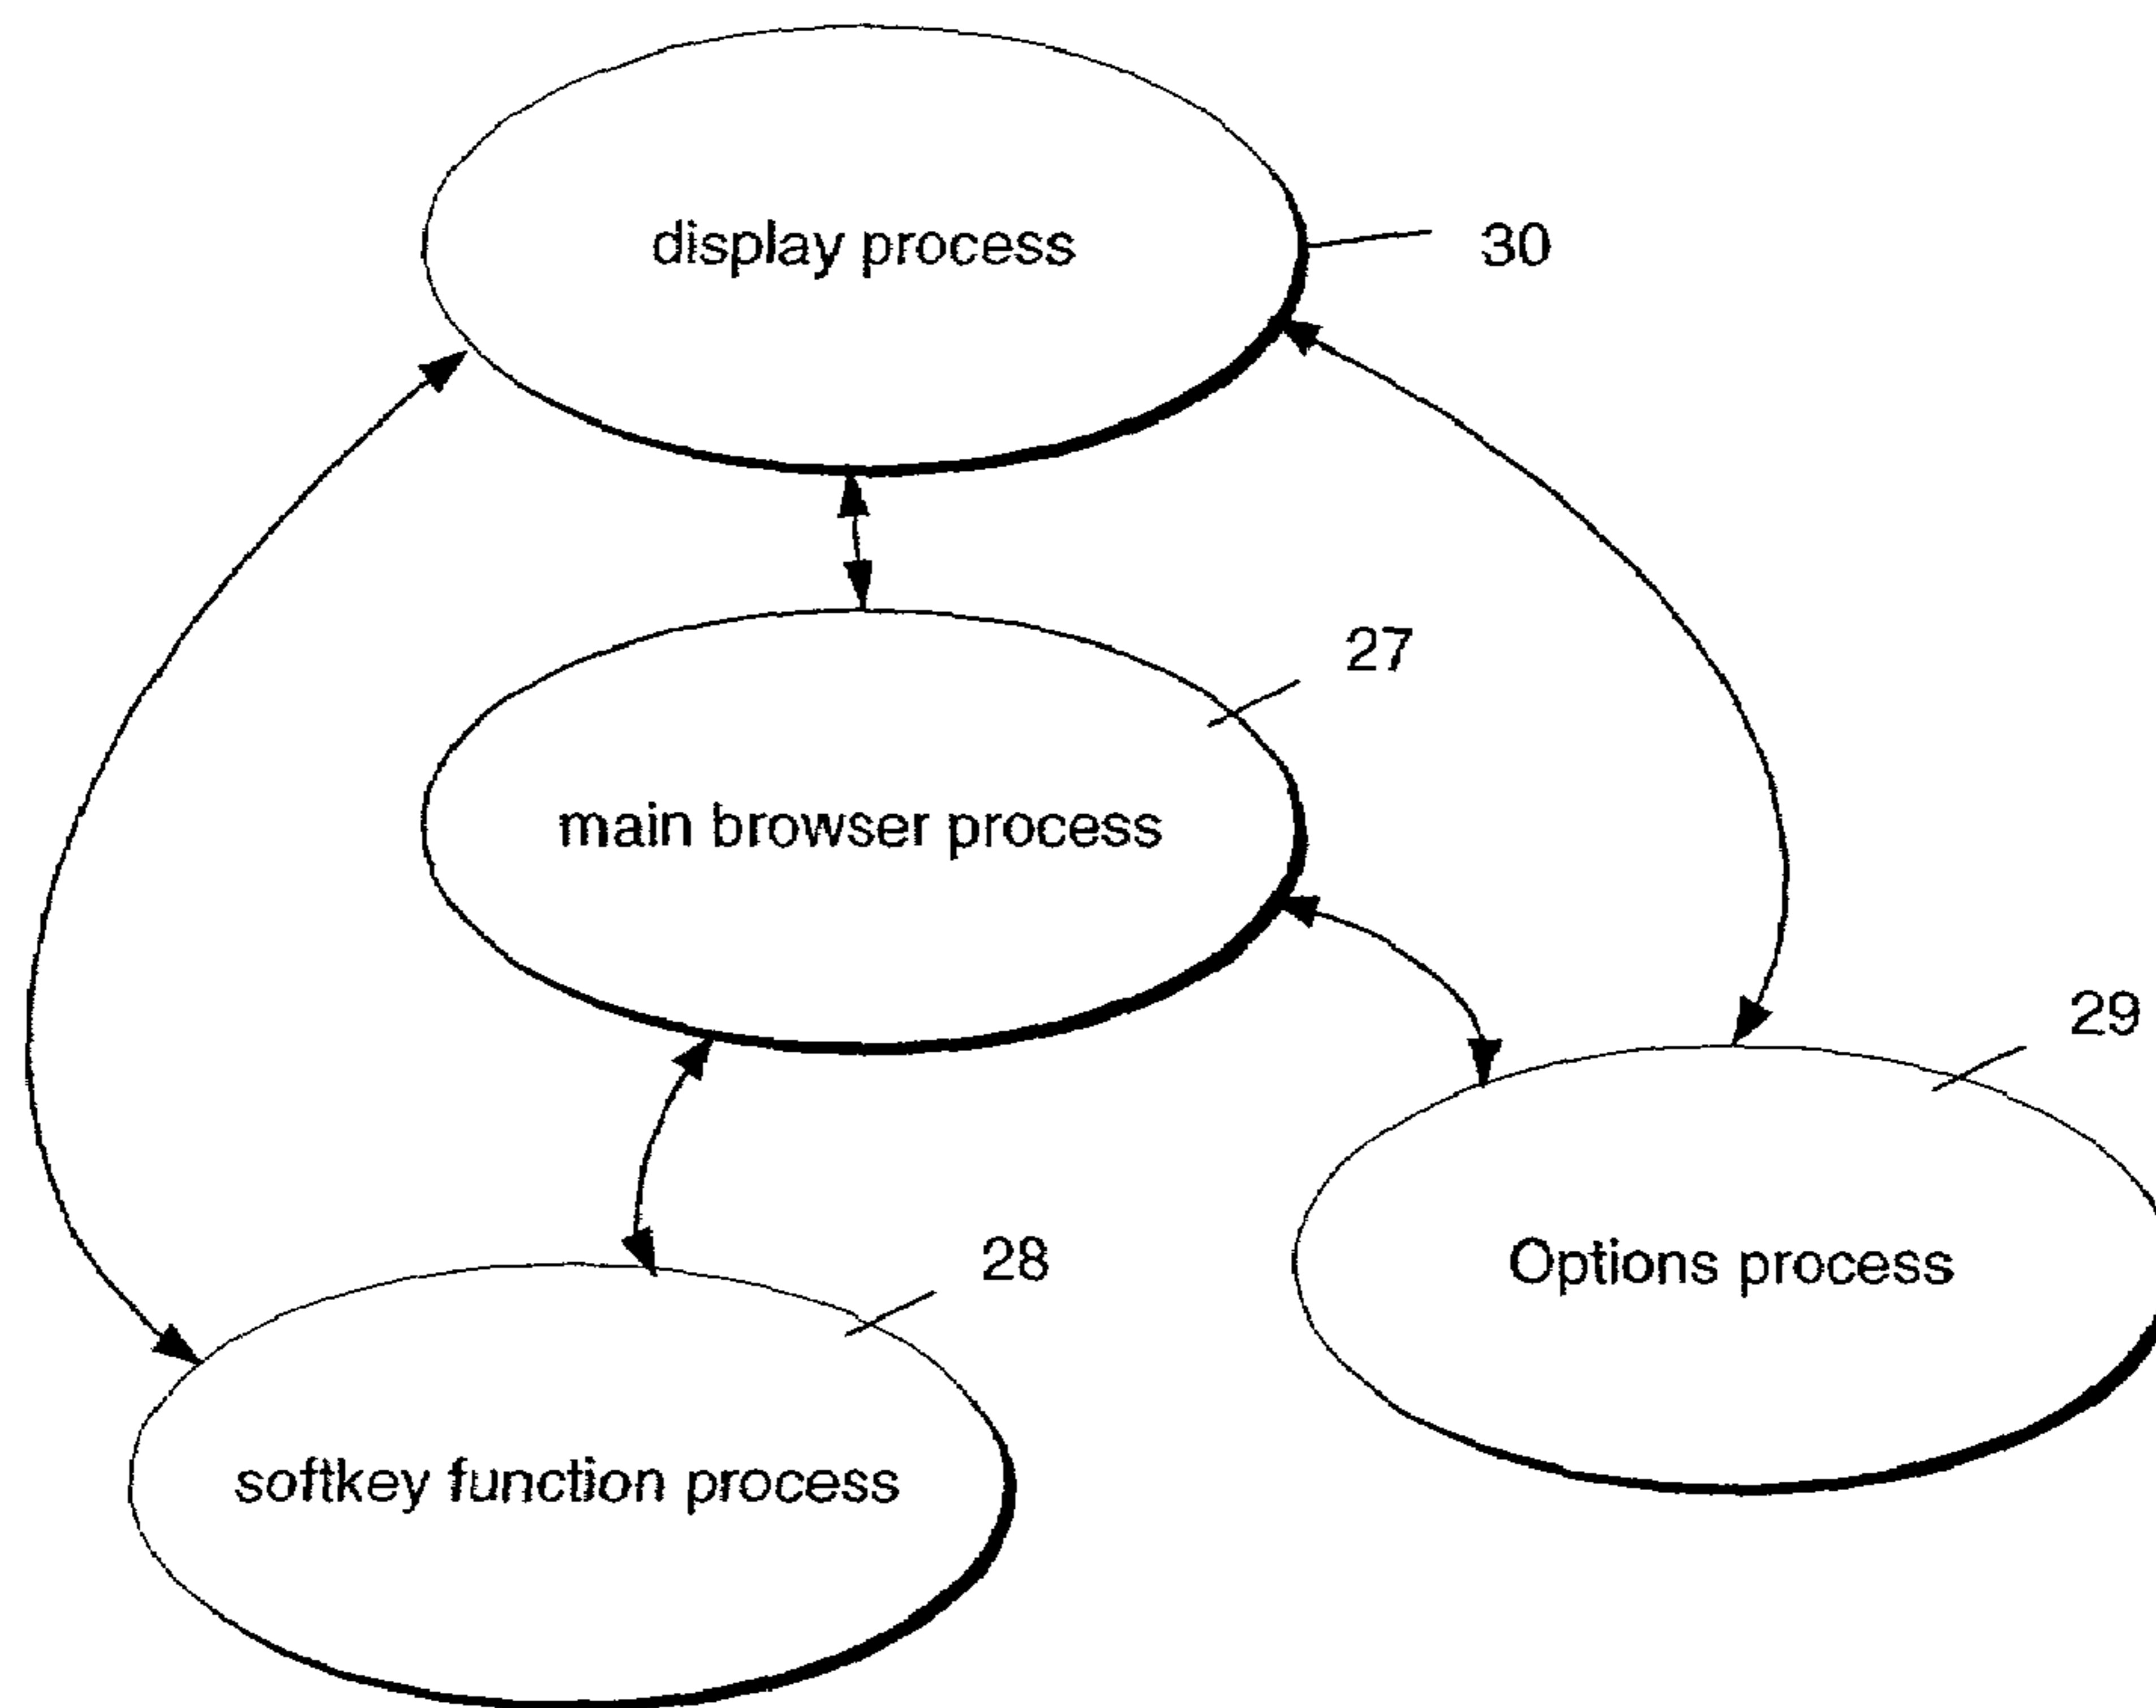 display process
30
27
main browser process
29
28
Options process
softkey function process